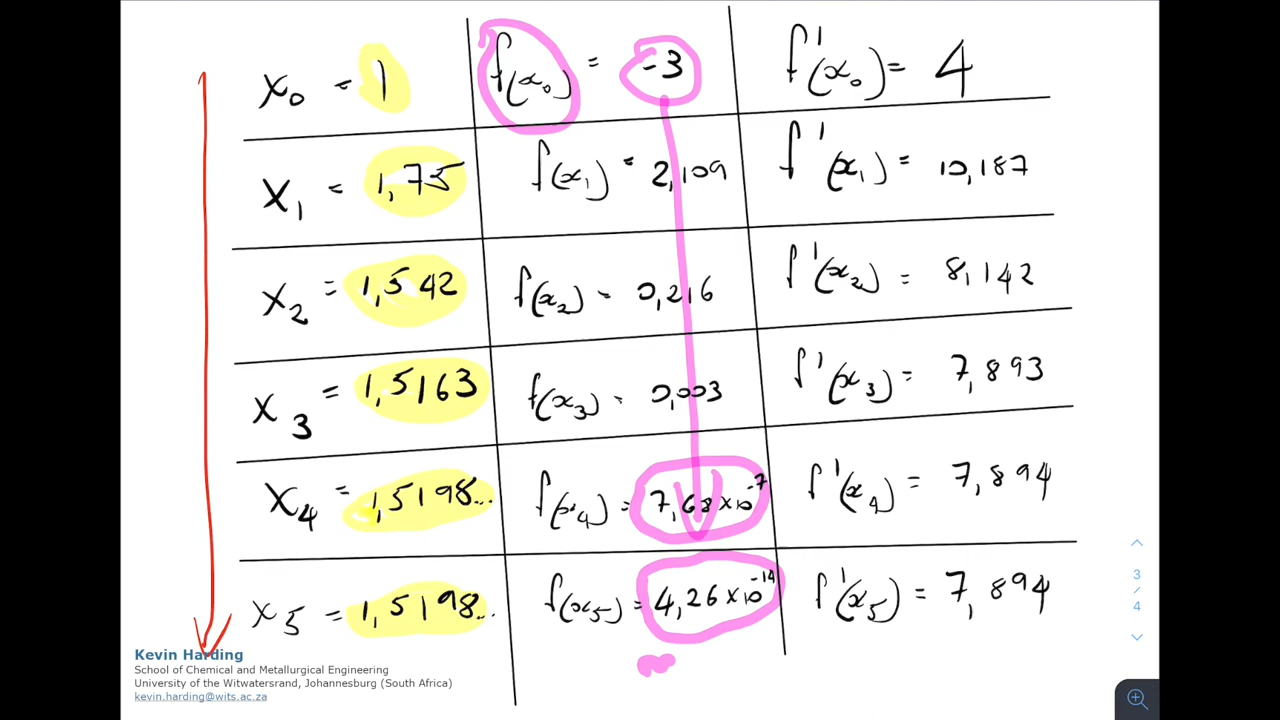 x₀ = 1 f(x₀) = -3 f'(x₀) = 4
x₁ = 1,75 f(x₁) = 2,109 f'(x₁) = 10,187
x₂ = 1,542 f(x₂) = 0,216 f'(x₂) = 8,142
x₃ = 1,5163 f(x₃) = 0,003 f'(x₃) = 7,893
x₄ = 1,5198... f(x₄) = 7,68 x10⁻⁷ f'(x₄) = 7,894
x₅ = 1,5198... f(x₅) = 4,26 x10⁻¹⁴ f'(x₅) = 7,894
Kevin Harding
School of Chemical and Metallurgical Engineering
University of the Witwatersrand, Johannesburg (South Africa)
kevin.harding@wits.ac.za
3
/
4